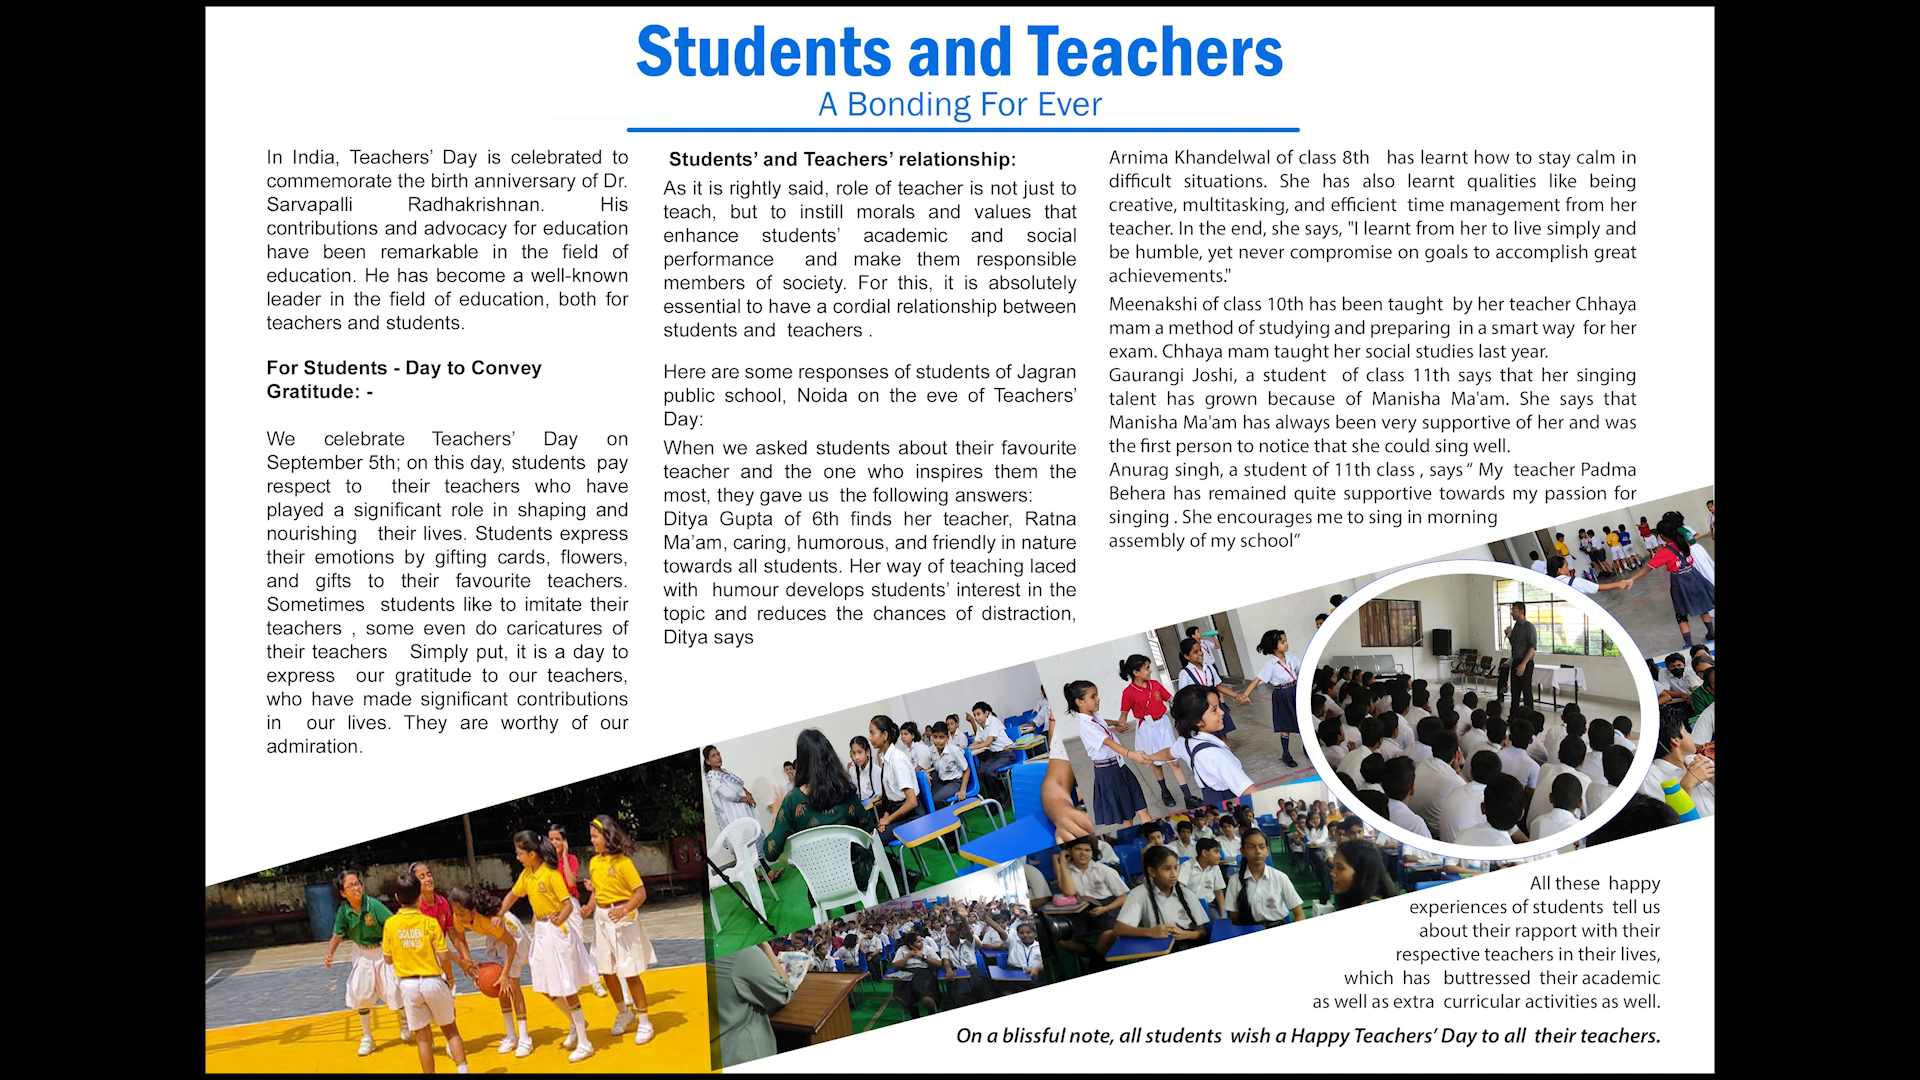 Students and Teachers
A Bonding For Ever
In India, Teachers’ Day is celebrated to
commemorate the birth anniversary of Dr.
Sarvapalli Radhakrishnan. His
contributions and advocacy for education
have been remarkable in the field of
education. He has become a well-known
leader in the field of education, both for
teachers and students.
For Students - Day to Convey
Gratitude: -
We celebrate Teachers’ Day on
September 5th; on this day, students pay
respect to their teachers who have
played a significant role in shaping and
nourishing their lives. Students express
their emotions by gifting cards, flowers,
and gifts to their favourite teachers.
Sometimes students like to imitate their
teachers , some even do caricatures of
their teachers Simply put, it is a day to
express our gratitude to our teachers,
who have made significant contributions
in our lives. They are worthy of our
admiration.
Students’ and Teachers’ relationship:
As it is rightly said, role of teacher is not just to
teach, but to instill morals and values that
enhance students’ academic and social
performance and make them responsible
members of society. For this, it is absolutely
essential to have a cordial relationship between
students and teachers .
Here are some responses of students of Jagran
public school, Noida on the eve of Teachers’
Day:
When we asked students about their favourite
teacher and the one who inspires them the
most, they gave us the following answers:
Ditya Gupta of 6th finds her teacher, Ratna
Ma’am, caring, humorous, and friendly in nature
towards all students. Her way of teaching laced
with humour develops students’ interest in the
topic and reduces the chances of distraction,
Ditya says
Arnima Khandelwal of class 8th has learnt how to stay calm in
difficult situations. She has also learnt qualities like being
creative, multitasking, and efficient time management from her
teacher. In the end, she says, "I learnt from her to live simply and
be humble, yet never compromise on goals to accomplish great
achievements."
Meenakshi of class 10th has been taught by her teacher Chhaya
mam a method of studying and preparing in a smart way for her
exam. Chhaya mam taught her social studies last year.
Gaurangi Joshi, a student of class 11th says that her singing
talent has grown because of Manisha Ma'am. She says that
Manisha Ma'am has always been very supportive of her and was
the first person to notice that she could sing well.
Anurag singh, a student of 11th class , says “ My teacher Padma
Behera has remained quite supportive towards my passion for
singing . She encourages me to sing in morning
assembly of my school”
GOLDEN
WINGS
All these happy
experiences of students tell us
about their rapport with their
respective teachers in their lives,
which has buttressed their academic
as well as extra curricular activities as well.
On a blissful note, all students wish a Happy Teachers’ Day to all their teachers.